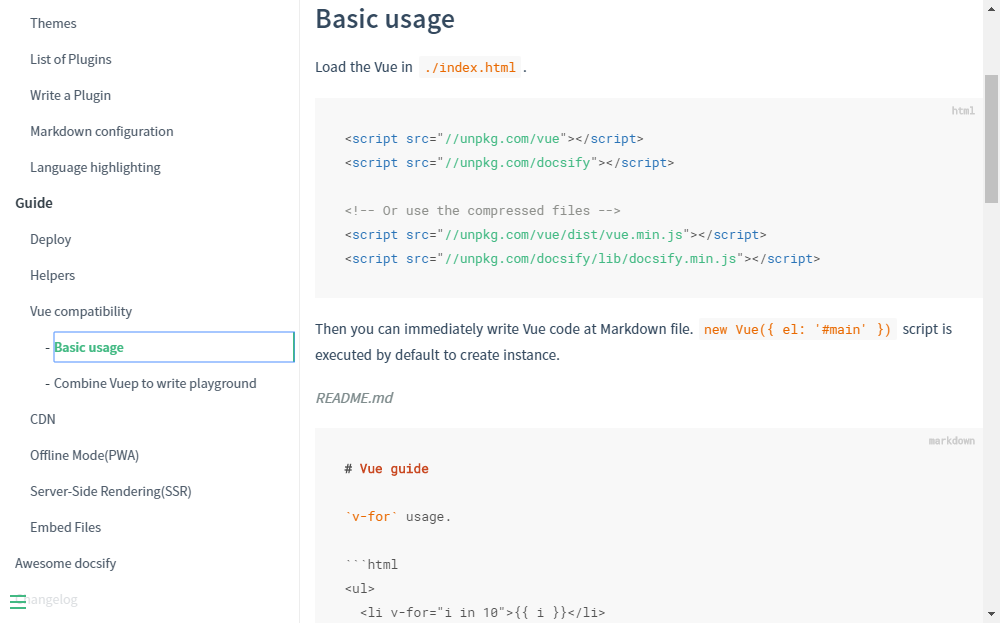 Themes
List of Plugins
Write a Plugin
Markdown configuration
Language highlighting
Guide
Deploy
Helpers
Vue compatibility
- Basic usage
- Combine Vuep to write playground
CDN
Offline Mode(PWA)
Server-Side Rendering(SSR)
Embed Files
Awesome docsify
Changelog
Basic usage
Load the Vue in ./index.html .
html
<script src="//unpkg.com/vue"></script>
<script src="//unpkg.com/docsify"></script>
<!-- Or use the compressed files -->
<script src="//unpkg.com/vue/dist/vue.min.js"></script>
<script src="//unpkg.com/docsify/lib/docsify.min.js"></script>
Then you can immediately write Vue code at Markdown file. new Vue({ el: '#main' }) script is
executed by default to create instance.
README.md
markdown
# Vue guide
`v-for` usage.
```html
<ul>
<li v-for="i in 10">{{ i }}</li>